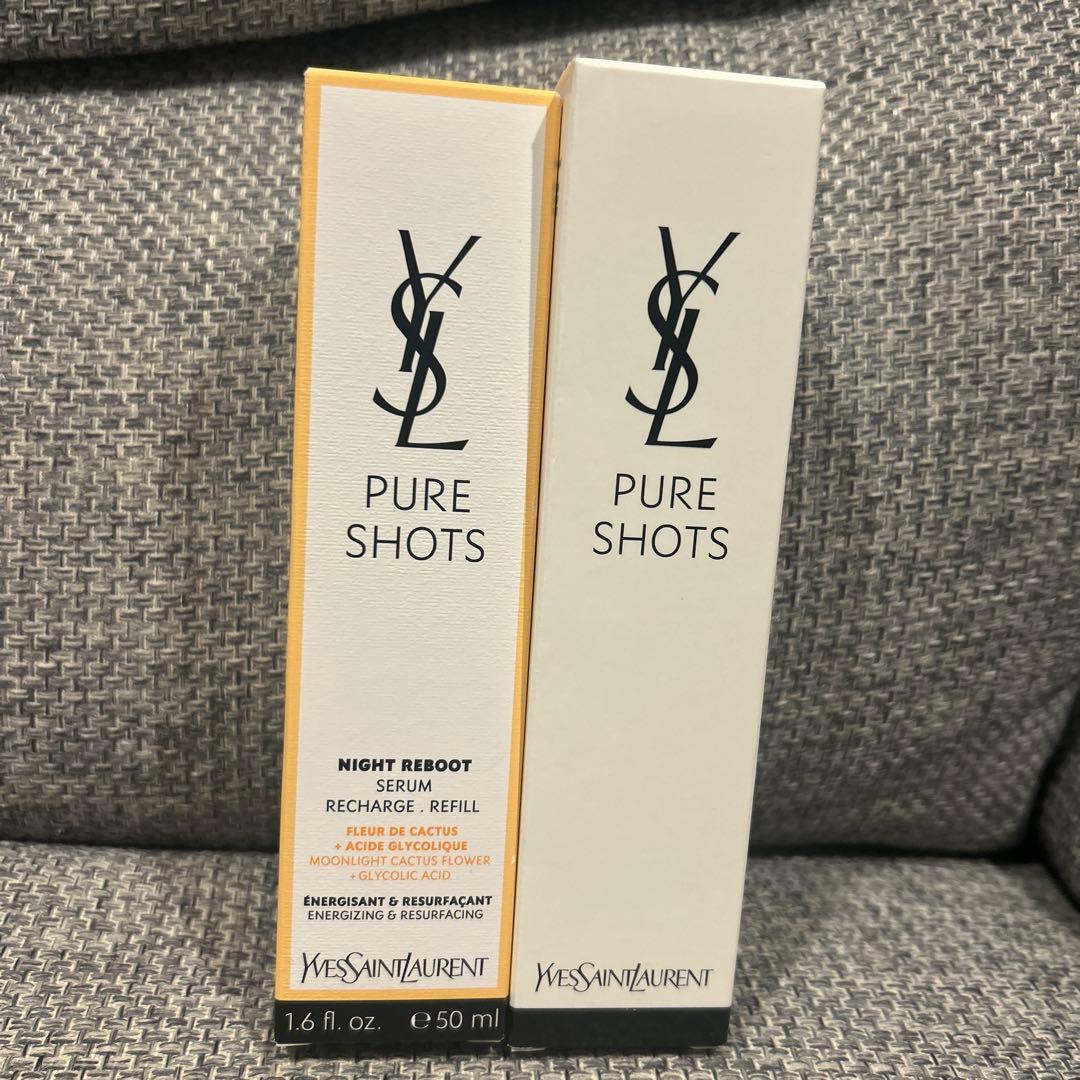 YSL
PURE
SHOTS
NIGHT REBOOT
SERUM
RECHARGE . REFILL
FLEUR DE CACTUS
+ ACIDE GLYCOLIQUE
MOONLIGHT CACTUS FLOWER
+ GLYCOLIC ACID
ÉNERGISANT & RESURFAÇANT
ENERGIZING & RESURFACING
YVESSAINTLAURENT
1.6 fl. oz. e 50 ml
YSL
PURE
SHOTS
YVESSAINTLAURENT